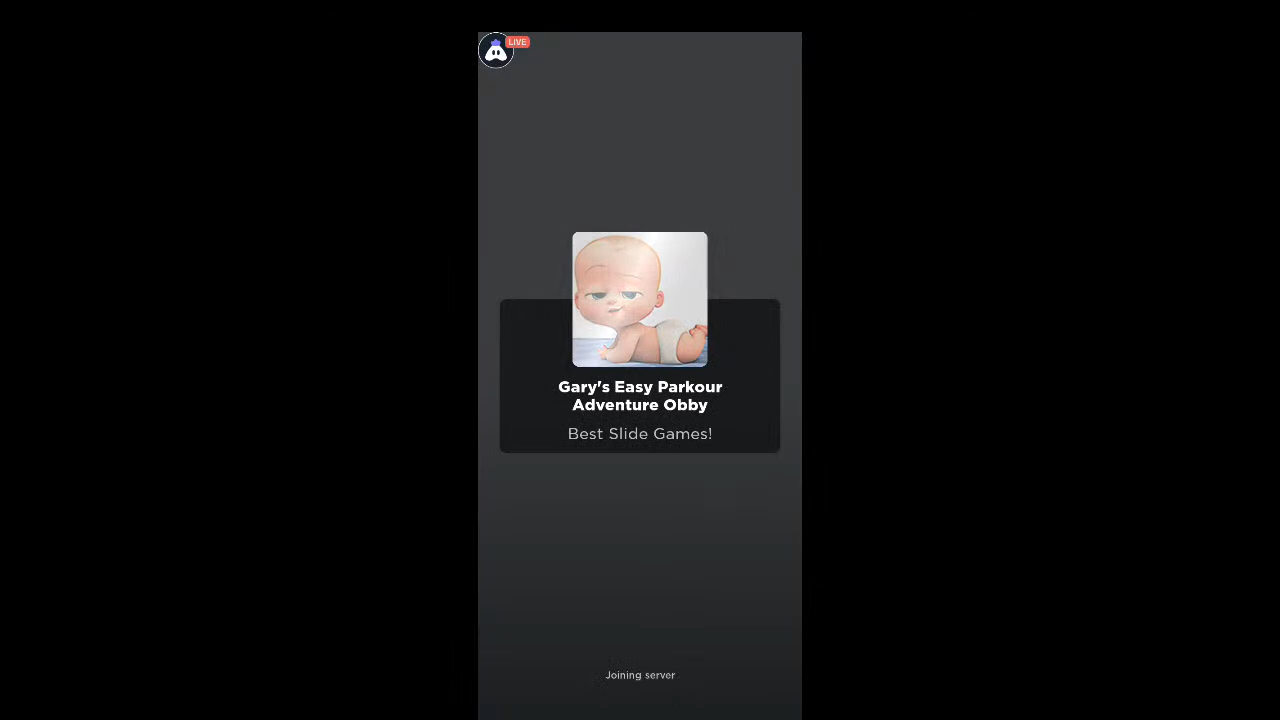 LIVE
Gary's Easy Parkour
Adventure Obby
Best Slide Games!
Joining server